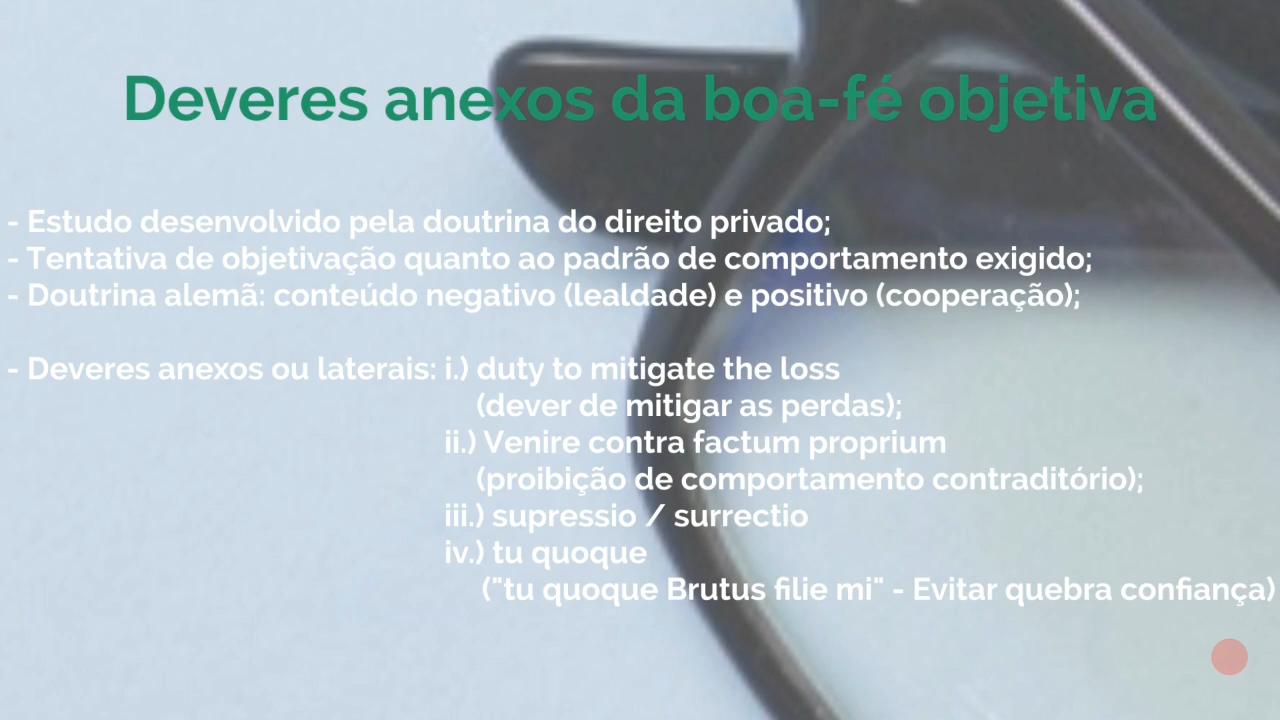 Deveres anexos da boa-fé objetiva
- Estudo desenvolvido pela doutrina do direito privado;
- Tentativa de objetivação quanto ao padrão de comportamento exigido;
- Doutrina alemã: conteúdo negativo (lealdade) e positivo (cooperação);
- Deveres anexos ou laterais: i.) duty to mitigate the loss
(dever de mitigar as perdas);
ii.) Venire contra factum proprium
(proibição de comportamento contraditório);
iii.) supressio / surrectio
iv.) tu quoque
("tu quoque Brutus filie mi" - Evitar quebra confiança)